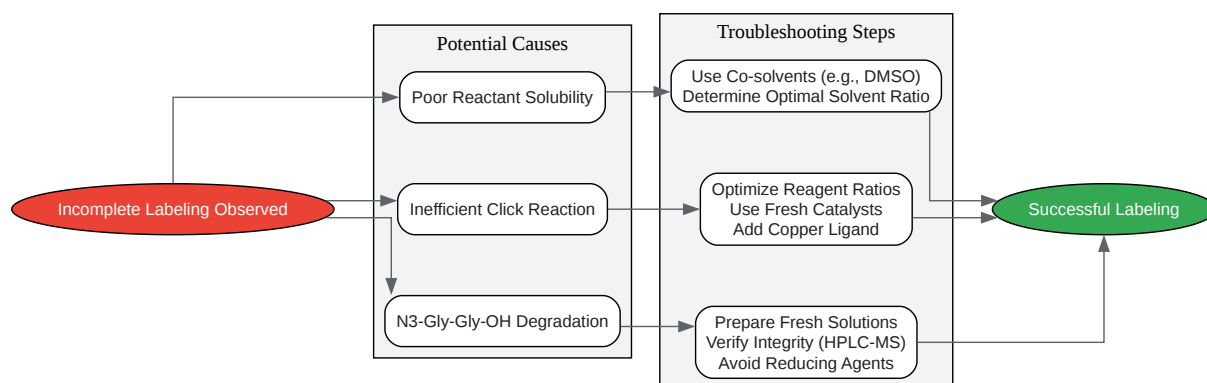 Potential Causes
Troubleshooting Steps
Incomplete Labeling Observed
Poor Reactant Solubility
Inefficient Click Reaction
N3-Gly-Gly-OH Degradation
Use Co-solvents (e.g., DMSO)
Determine Optimal Solvent Ratio
Optimize Reagent Ratios
Use Fresh Catalysts
Add Copper Ligand
Prepare Fresh Solutions
Verify Integrity (HPLC-MS)
Avoid Reducing Agents
Successful Labeling